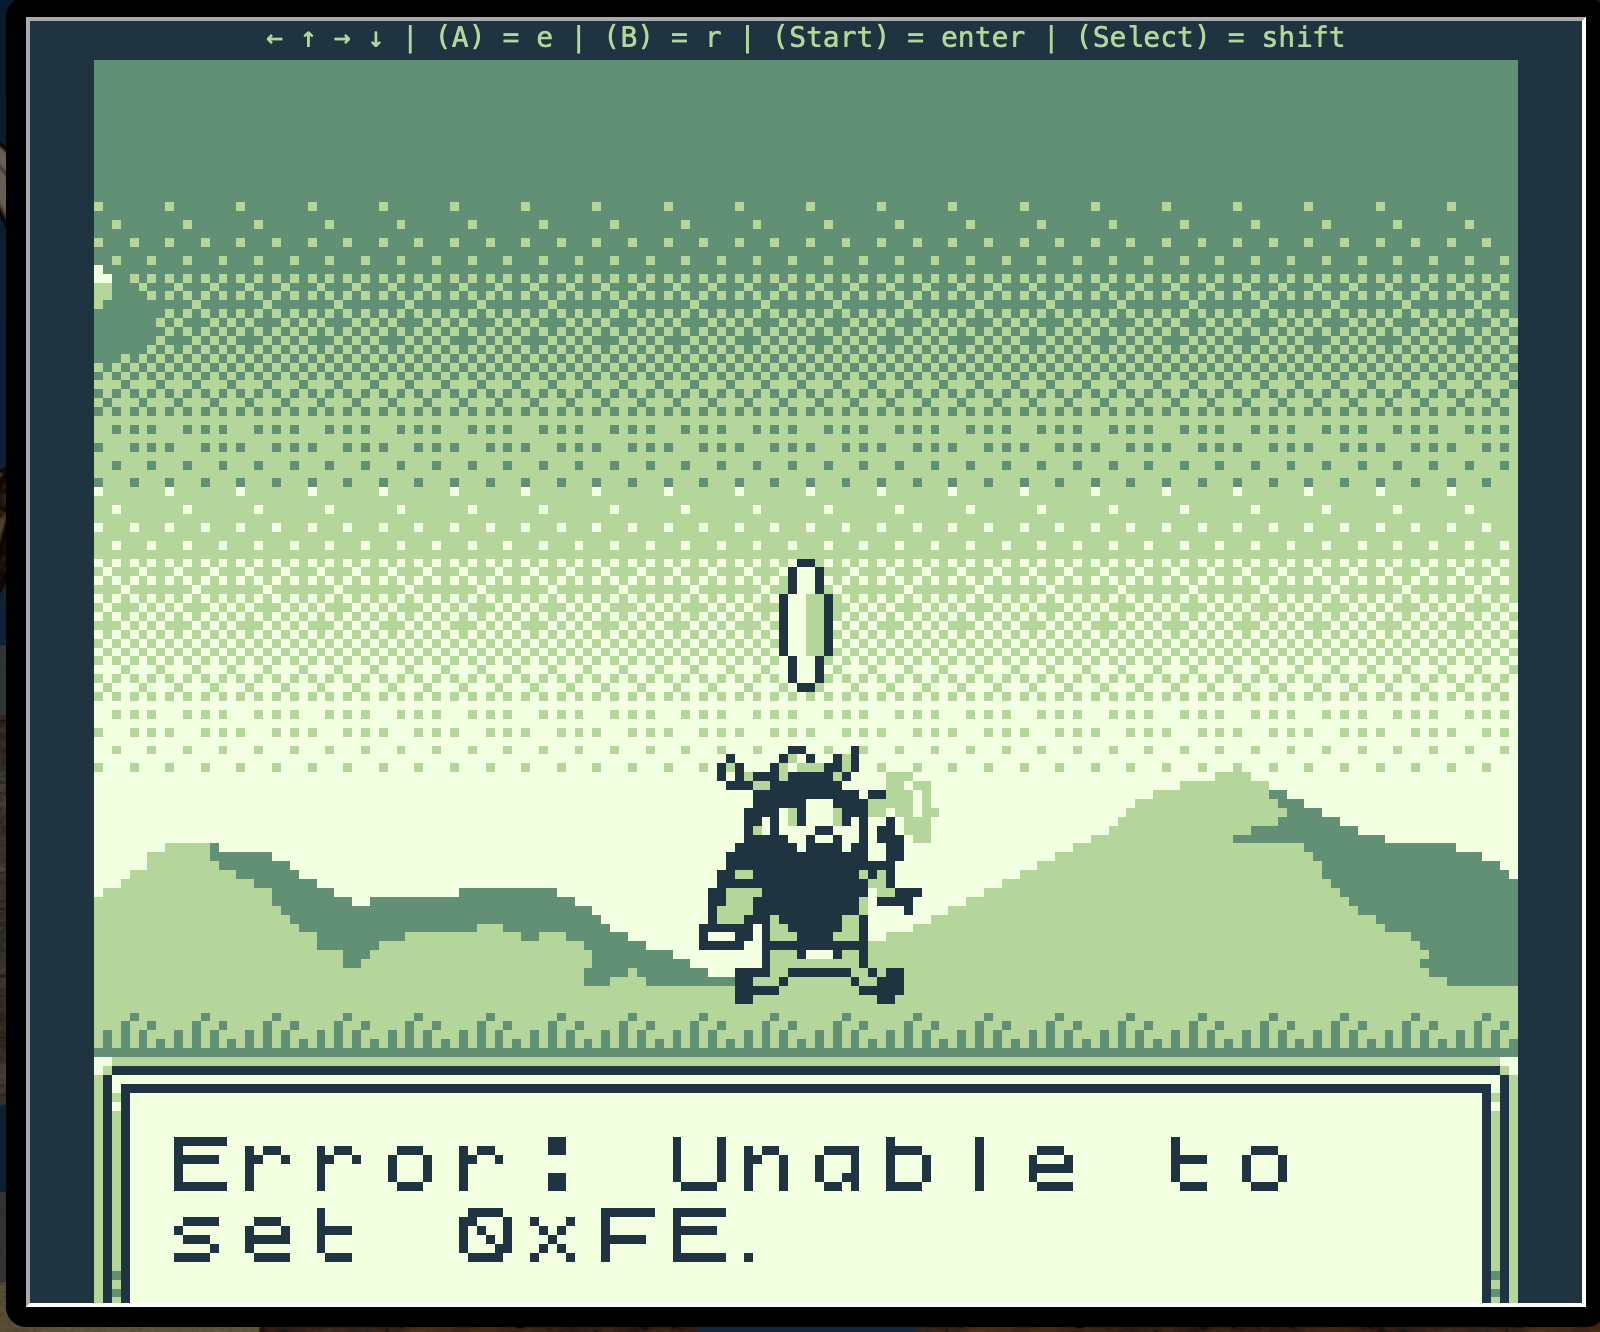 ← ↑ → ↓ | (A) = e | (B) = r | (Start) = enter | (Select) = shift
Error: Unable to
set 0xFE.